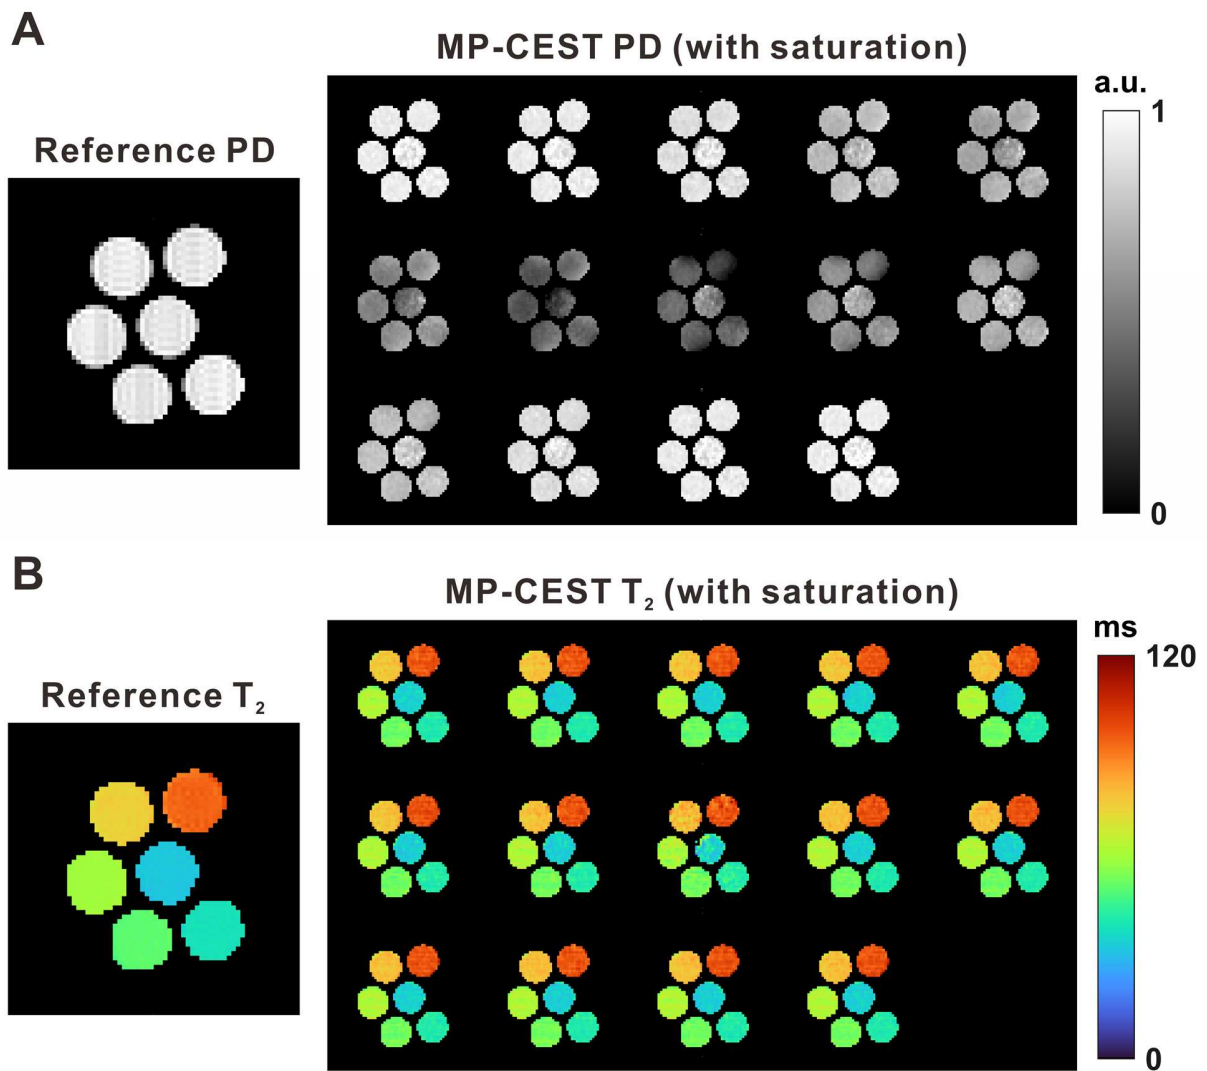 A
MP-CEST PD (with saturation)
a.u.
1
Reference PD
0
B
MP-CEST T₂ (with saturation)
ms
120
Reference T₂
0